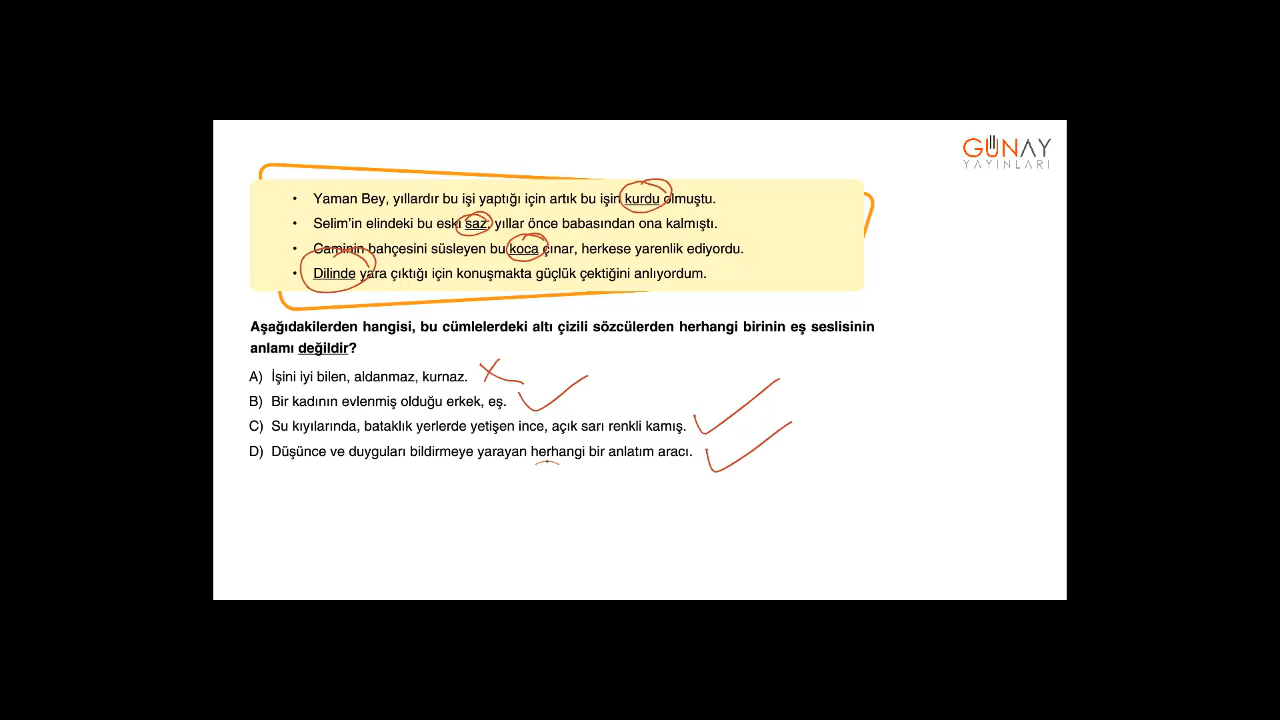 GÜNAY
YAYINLARI
• Yaman Bey, yıllardır bu işi yaptığı için artık bu işin kurdu olmuştu.
• Selim'in elindeki bu eski saz, yıllar önce babasından ona kalmıştı.
• Caminin bahçesini süsleyen bu koca çınar, herkese yarenlik ediyordu.
• Dilinde yara çıktığı için konuşmakta güçlük çektiğini anlıyordum.
Aşağıdakilerden hangisi, bu cümlelerdeki altı çizili sözcülerden herhangi birinin eş seslisinin
anlamı değildir?
A) İşini iyi bilen, aldanmaz, kurnaz.
B) Bir kadının evlenmiş olduğu erkek, eş.
C) Su kıyılarında, bataklık yerlerde yetişen ince, açık sarı renkli kamış.
D) Düşünce ve duyguları bildirmeye yarayan herhangi bir anlatım aracı.